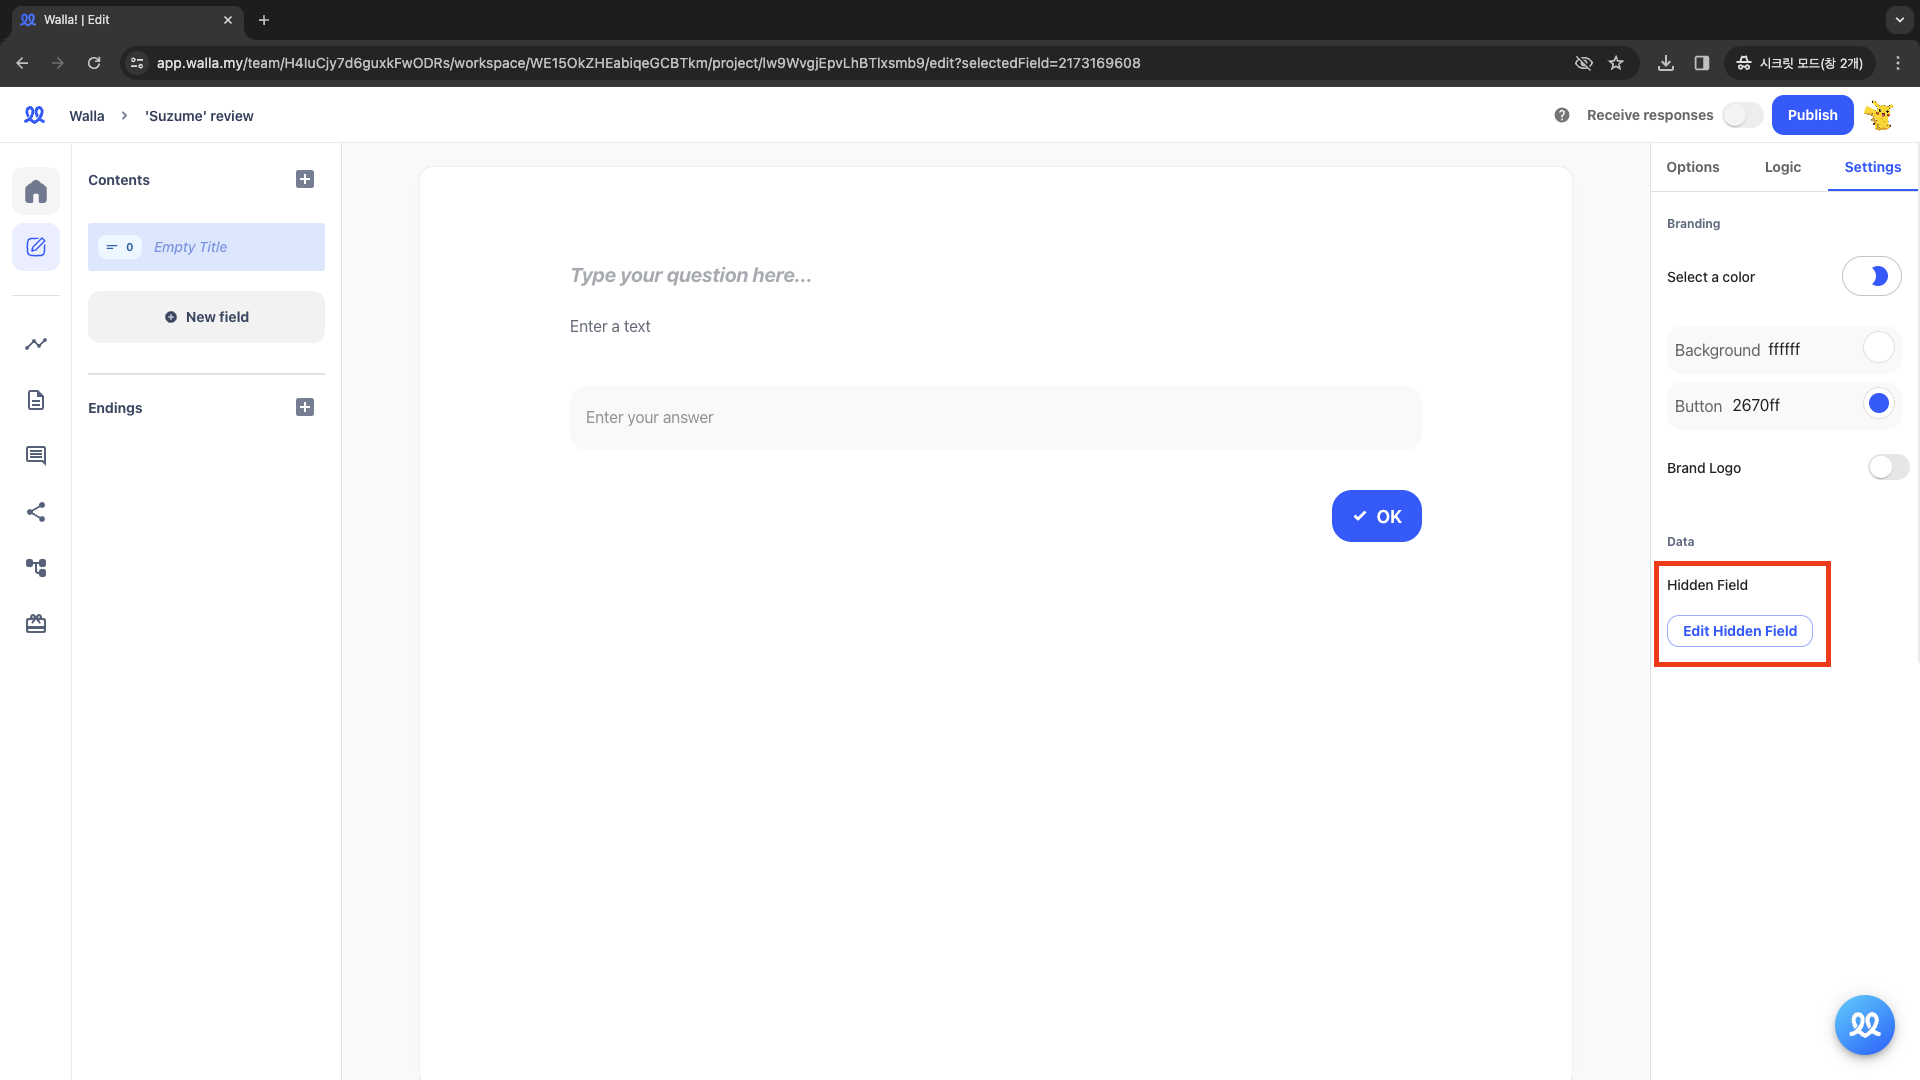 Walla! | Edit
app.walla.my/team/H4IuCjy7d6guxkFwODRs/workspace/WE15OkZHEabiqeGCBTkm/project/lw9WvgjEpvLhBTlxsmb9/edit?selectedField=2173169608
시크릿 모드(창 2개)
Walla > 'Suzume' review
Receive responses
Publish
Contents
0 Empty Title
New field
Endings
Type your question here...
Enter a text
Enter your answer
OK
Options Logic Settings
Branding
Select a color
Background ffffff
Button 2670ff
Brand Logo
Data
Hidden Field
Edit Hidden Field